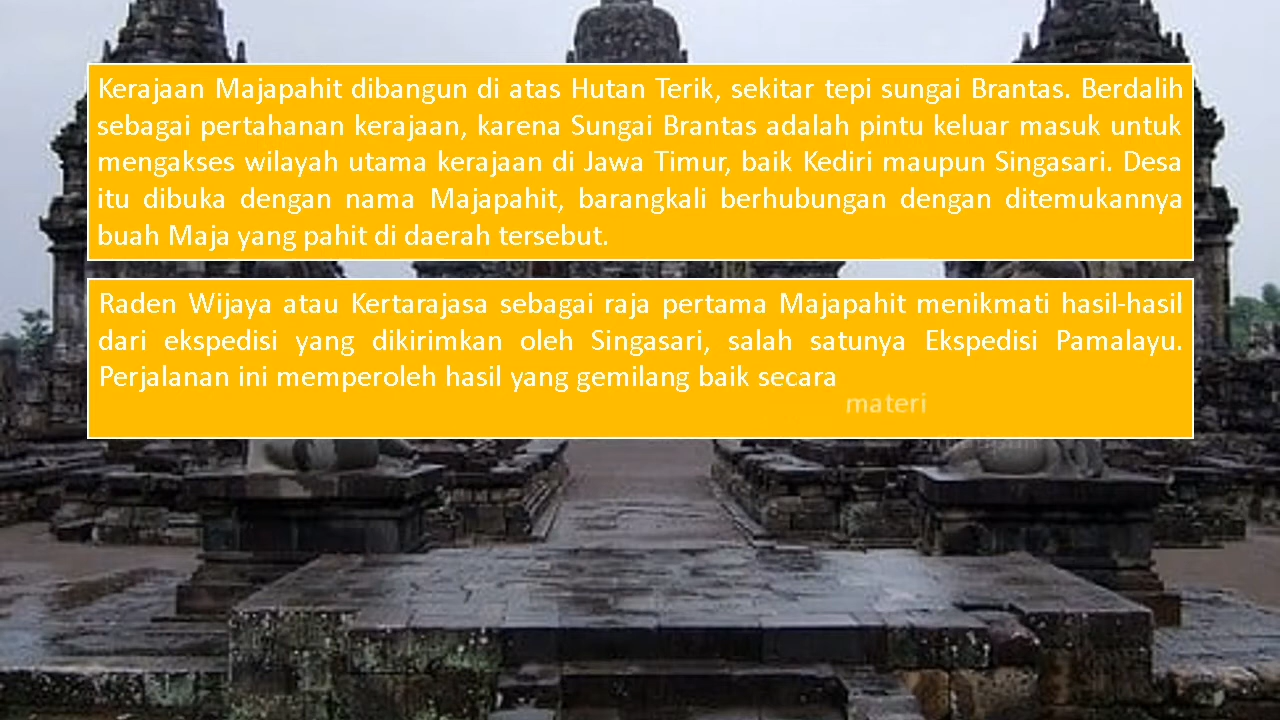 Kerajaan Majapahit dibangun di atas Hutan Terik, sekitar tepi sungai Brantas. Berdalih
sebagai pertahanan kerajaan, karena Sungai Brantas adalah pintu keluar masuk untuk
mengakses wilayah utama kerajaan di Jawa Timur, baik Kediri maupun Singasari. Desa
itu dibuka dengan nama Majapahit, barangkali berhubungan dengan ditemukannya
buah Maja yang pahit di daerah tersebut.
Raden Wijaya atau Kertarajasa sebagai raja pertama Majapahit menikmati hasil-hasil
dari ekspedisi yang dikirimkan oleh Singasari, salah satunya Ekspedisi Pamalayu.
Perjalanan ini memperoleh hasil yang gemilang baik secara
materi